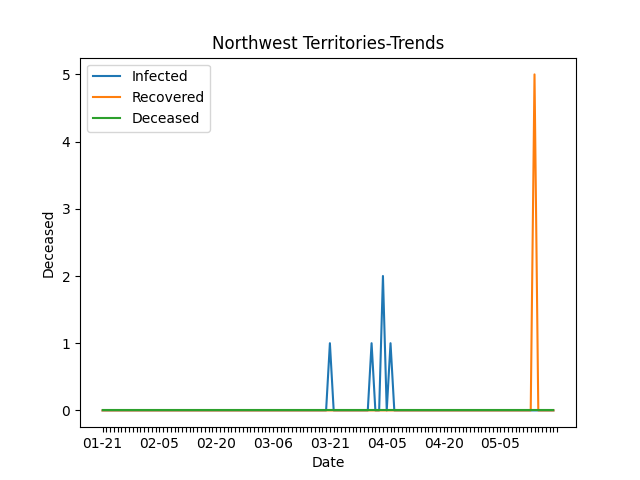 Northwest Territories-Trends
Infected
Recovered
Deceased
5
4
3
2
1
0
Deceased
01-21 02-05 02-20 03-06 03-21 04-05 04-20 05-05
Date